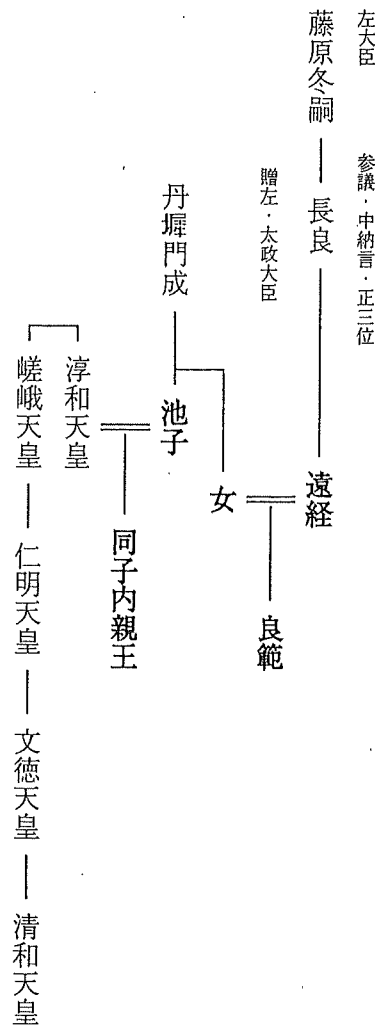 左大臣
参議・中納言・正三位
藤原冬嗣
長良
遠経
贈左・太政大臣
女
良範
丹墀門成
池子
同子内親王
淳和天皇
嵯峨天皇
仁明天皇
文徳天皇
清和天皇